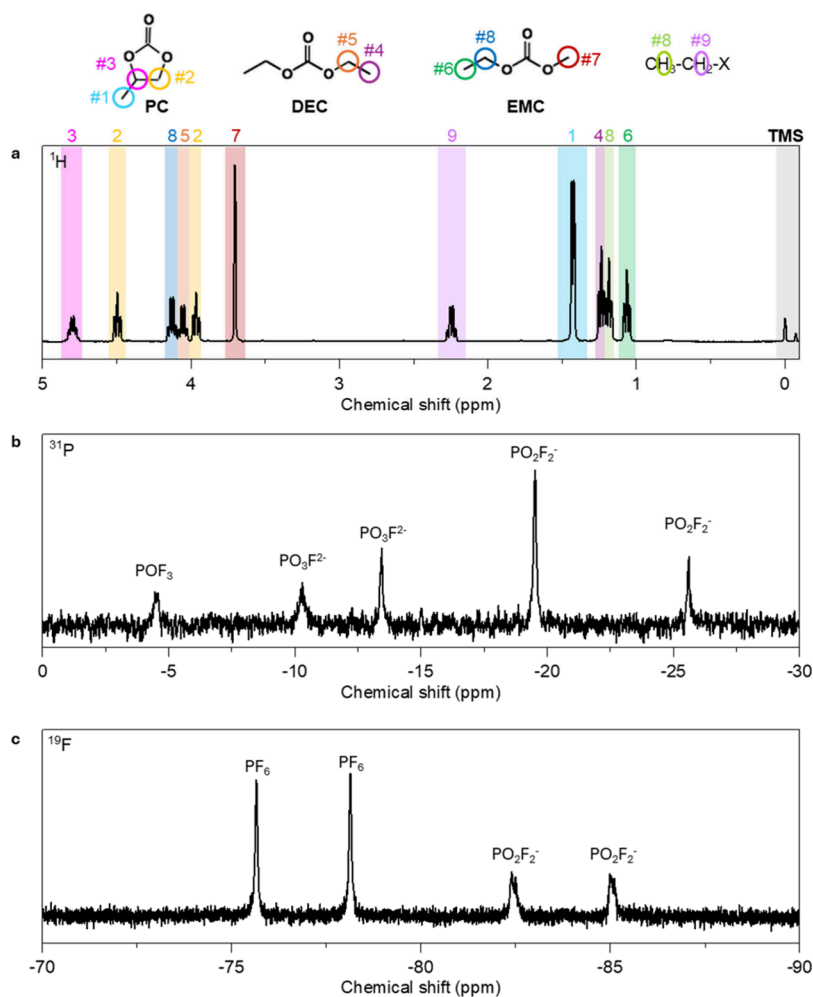 O
O O
#3
#2
#1
PC
O
O O
#5
#4
DEC
#8
O
O O
#6
#7
EMC
#8 #9
CH₃-CH₂-X
3 2 8 5 2 7 9 1 4 8 6 TMS
a
¹H
5 4 3 2 1 0
Chemical shift (ppm)
b
³¹P
POF₃
PO₃F²⁻
PO₃F²⁻
PO₂F₂⁻
PO₂F₂⁻
0 -5 -10 -15 -20 -25 -30
Chemical shift (ppm)
c
¹⁹F
PF₆
PF₆
PO₂F₂⁻
PO₂F₂⁻
-70 -75 -80 -85 -90
Chemical shift (ppm)